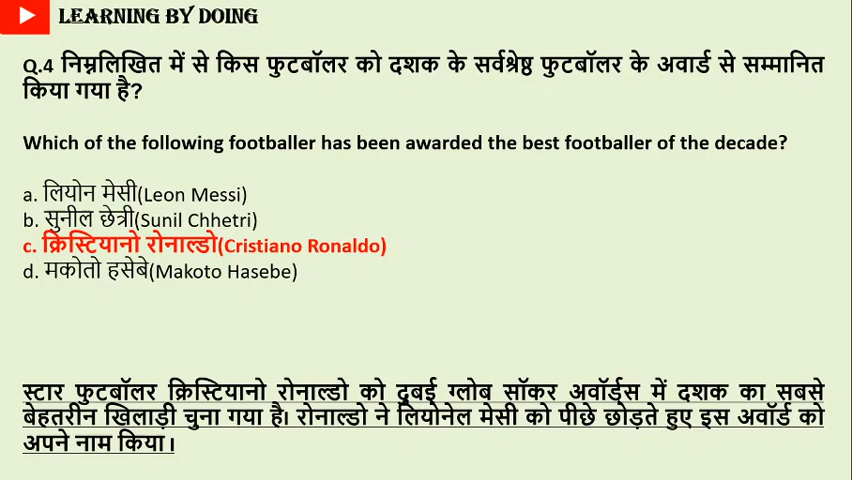 LEARNING BY DOING
Q.4 निम्नलिखित में से किस फुटबॉलर को दशक के सर्वश्रेष्ठ फुटबॉलर के अवार्ड से सम्मानित
किया गया है?
Which of the following footballer has been awarded the best footballer of the decade?
a. लियोन मेसी(Leon Messi)
b. सुनील छेत्री(Sunil Chhetri)
c. क्रिस्टियानो रोनाल्डो(Cristiano Ronaldo)
d. मकोतो हसेबे(Makoto Hasebe)
स्टार फुटबॉलर क्रिस्टियानो रोनाल्डो को दुबई ग्लोब सॉकर अवॉर्ड्स में दशक का सबसे
बेहतरीन खिलाड़ी चुना गया है। रोनाल्डो ने लियोनेल मेसी को पीछे छोड़ते हुए इस अवॉर्ड को
अपने नाम किया।